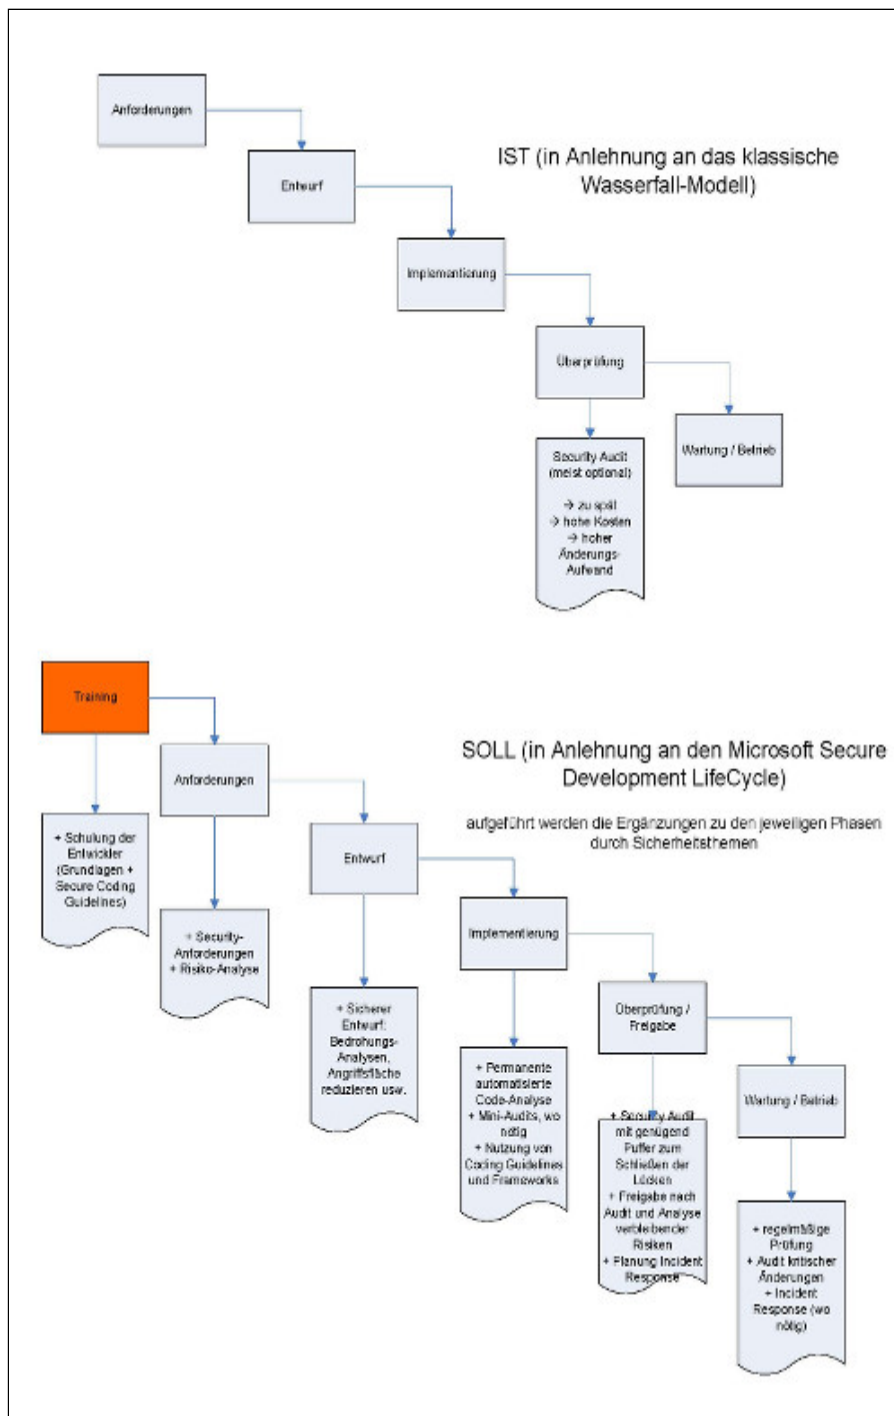 Anforderungen
IST (in Anlehnung an das klassische
Wasserfall-Modell)
Entwurf
Implementierung
Überprüfung
Wartung / Betrieb
Security Audit
(meist optional)
→ zu spät
→ hohe Kosten
→ hoher
Änderungs-
Aufwand
Training
SOLL (in Anlehnung an den Microsoft Secure
Development LifeCycle)
aufgeführt werden die Ergänzungen zu den jeweiligen Phasen
durch Sicherheitsthemen
Anforderungen
+ Schulung der
Entwickler
(Grundlagen +
Secure Coding
Guidelines)
Entwurf
+ Security-
Anforderungen
+ Risiko-Analyse
Implementierung
+ Sicherer
Entwurf:
Bedrohungs-
Analysen,
Angriffsfläche
reduzieren usw.
Überprüfung /
Freigabe
+ Permanente
automatisierte
Code-Analyse
+ Mini-Audits, wo
nötig
+ Nutzung von
Coding Guidelines
und Frameworks
Wartung / Betrieb
+ Security Audit
mit genügend
Puffer zum
Schließen der
Lücken
+ Freigabe nach
Audit und Analyse
verbleibender
Risiken
+ Planung Incident
Response
+ regelmäßige
Prüfung
+ Audit kritischer
Änderungen
+ Incident
Response (wo
nötig)